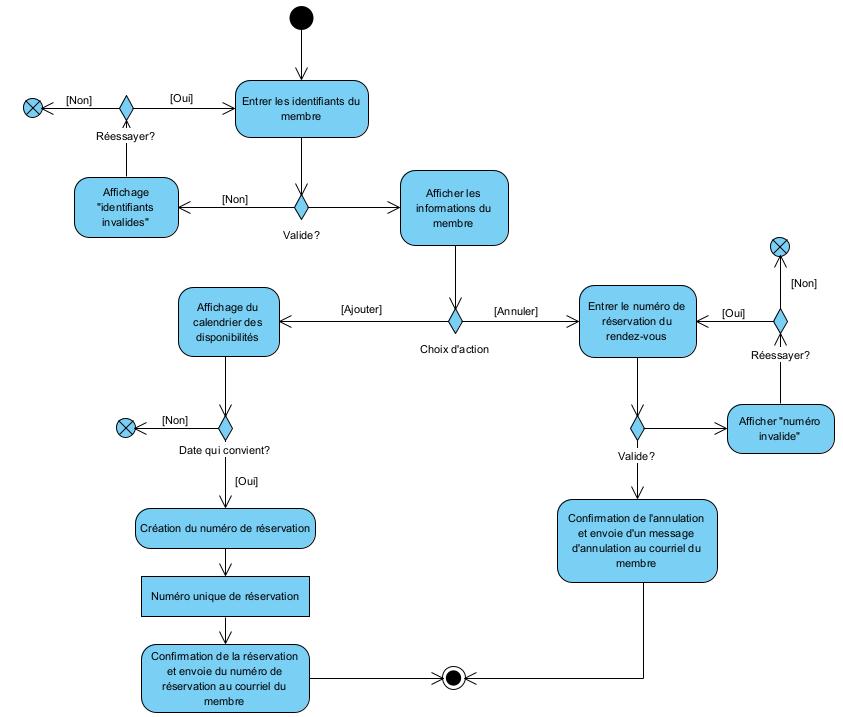 [Non]
[Oui]
Entrer les identifiants du
membre
Réessayer?
Affichage
"identifiants
invalides"
[Non]
Valide?
Afficher les
informations du
membre
Affichage du
calendrier des
disponibilités
[Ajouter]
[Annuler]
Choix d'action
Entrer le numéro de
réservation du
rendez-vous
[Oui]
[Non]
Réessayer?
[Non]
Date qui convient?
[Oui]
Valide?
Afficher "numéro
invalide"
Création du numéro de réservation
Numéro unique de réservation
Confirmation de la réservation
et envoie du numéro de
réservation au courriel du
membre
Confirmation de l'annulation
et envoie d'un message
d'annulation au courriel du
membre